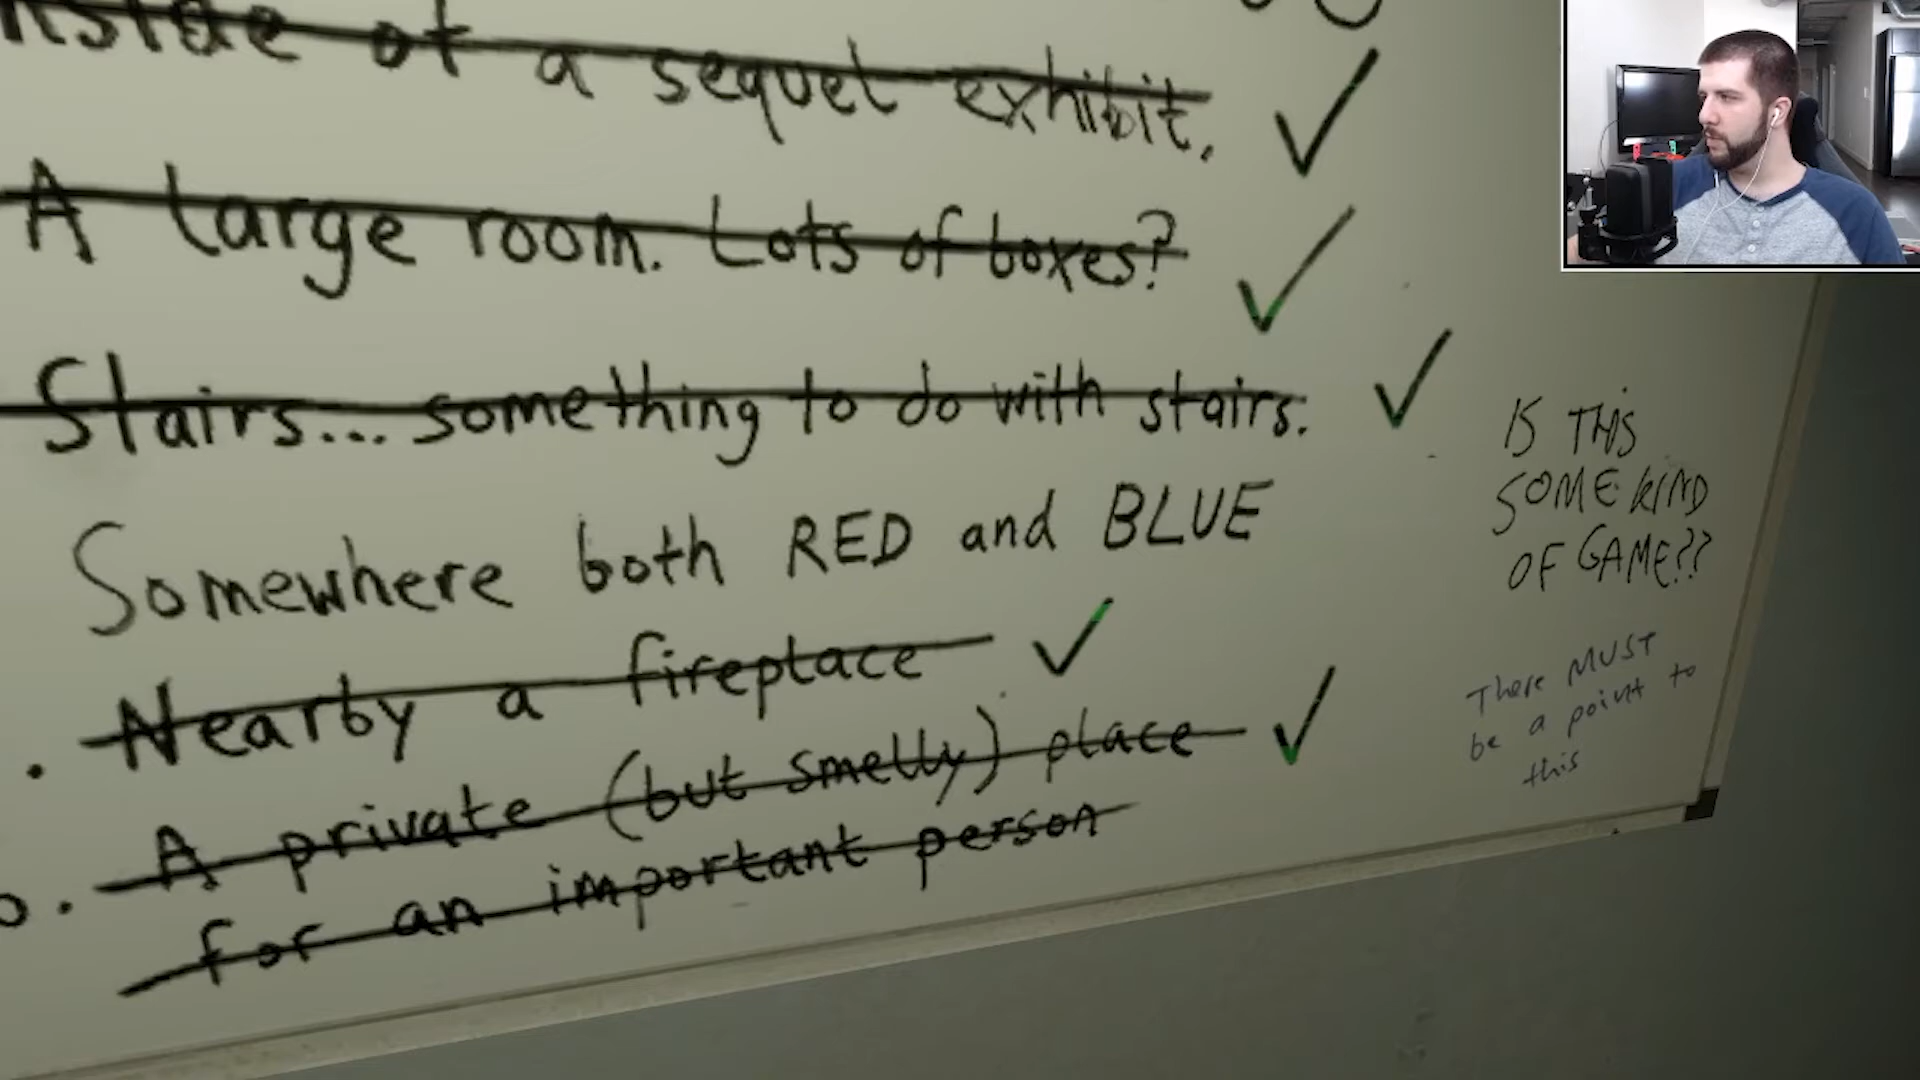 of a sequel exhibit.
A large room. Lots of boxes?
Stairs... something to do with stairs.
Somewhere both RED and BLUE
. Nearby a fireplace
. A private (but smelly) place
for an important person
IS THIS
SOME KIND
OF GAME??
There MUST
be a point to
this